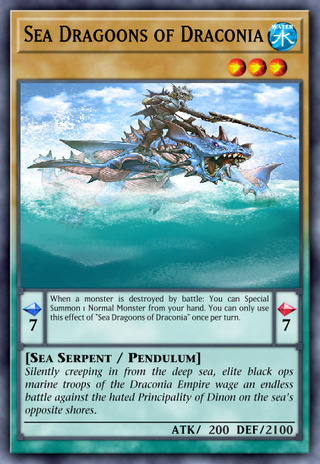 SEA DRAGOONS OF DRACONIA
WATER
水
When a monster is destroyed by battle: You can Special
Summon 1 Normal Monster from your hand. You can only use
this effect of "Sea Dragoons of Draconia" once per turn.
7
7
[SEA SERPENT / PENDULUM]
Silently creeping in from the deep sea, elite black ops
marine troops of the Draconia Empire wage an endless
battle against the hated Principality of Dinon on the sea's
opposite shores.
ATK/ 200 DEF/2100